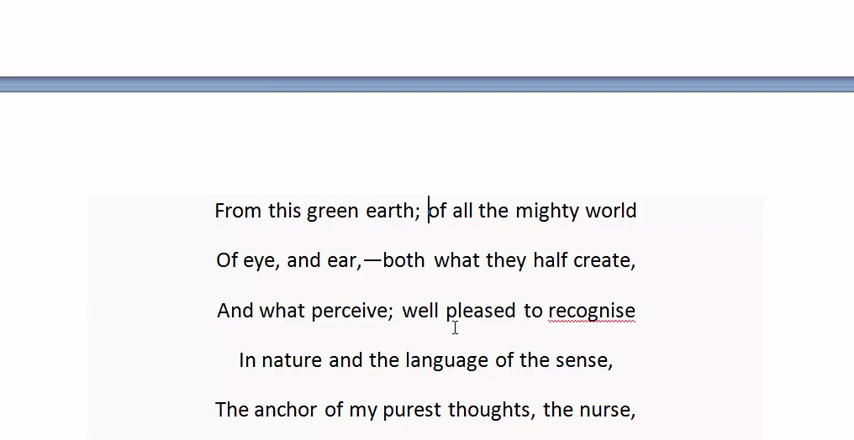 From this green earth; of all the mighty world
Of eye, and ear,—both what they half create,
And what perceive; well pleased to recognise
In nature and the language of the sense,
The anchor of my purest thoughts, the nurse,